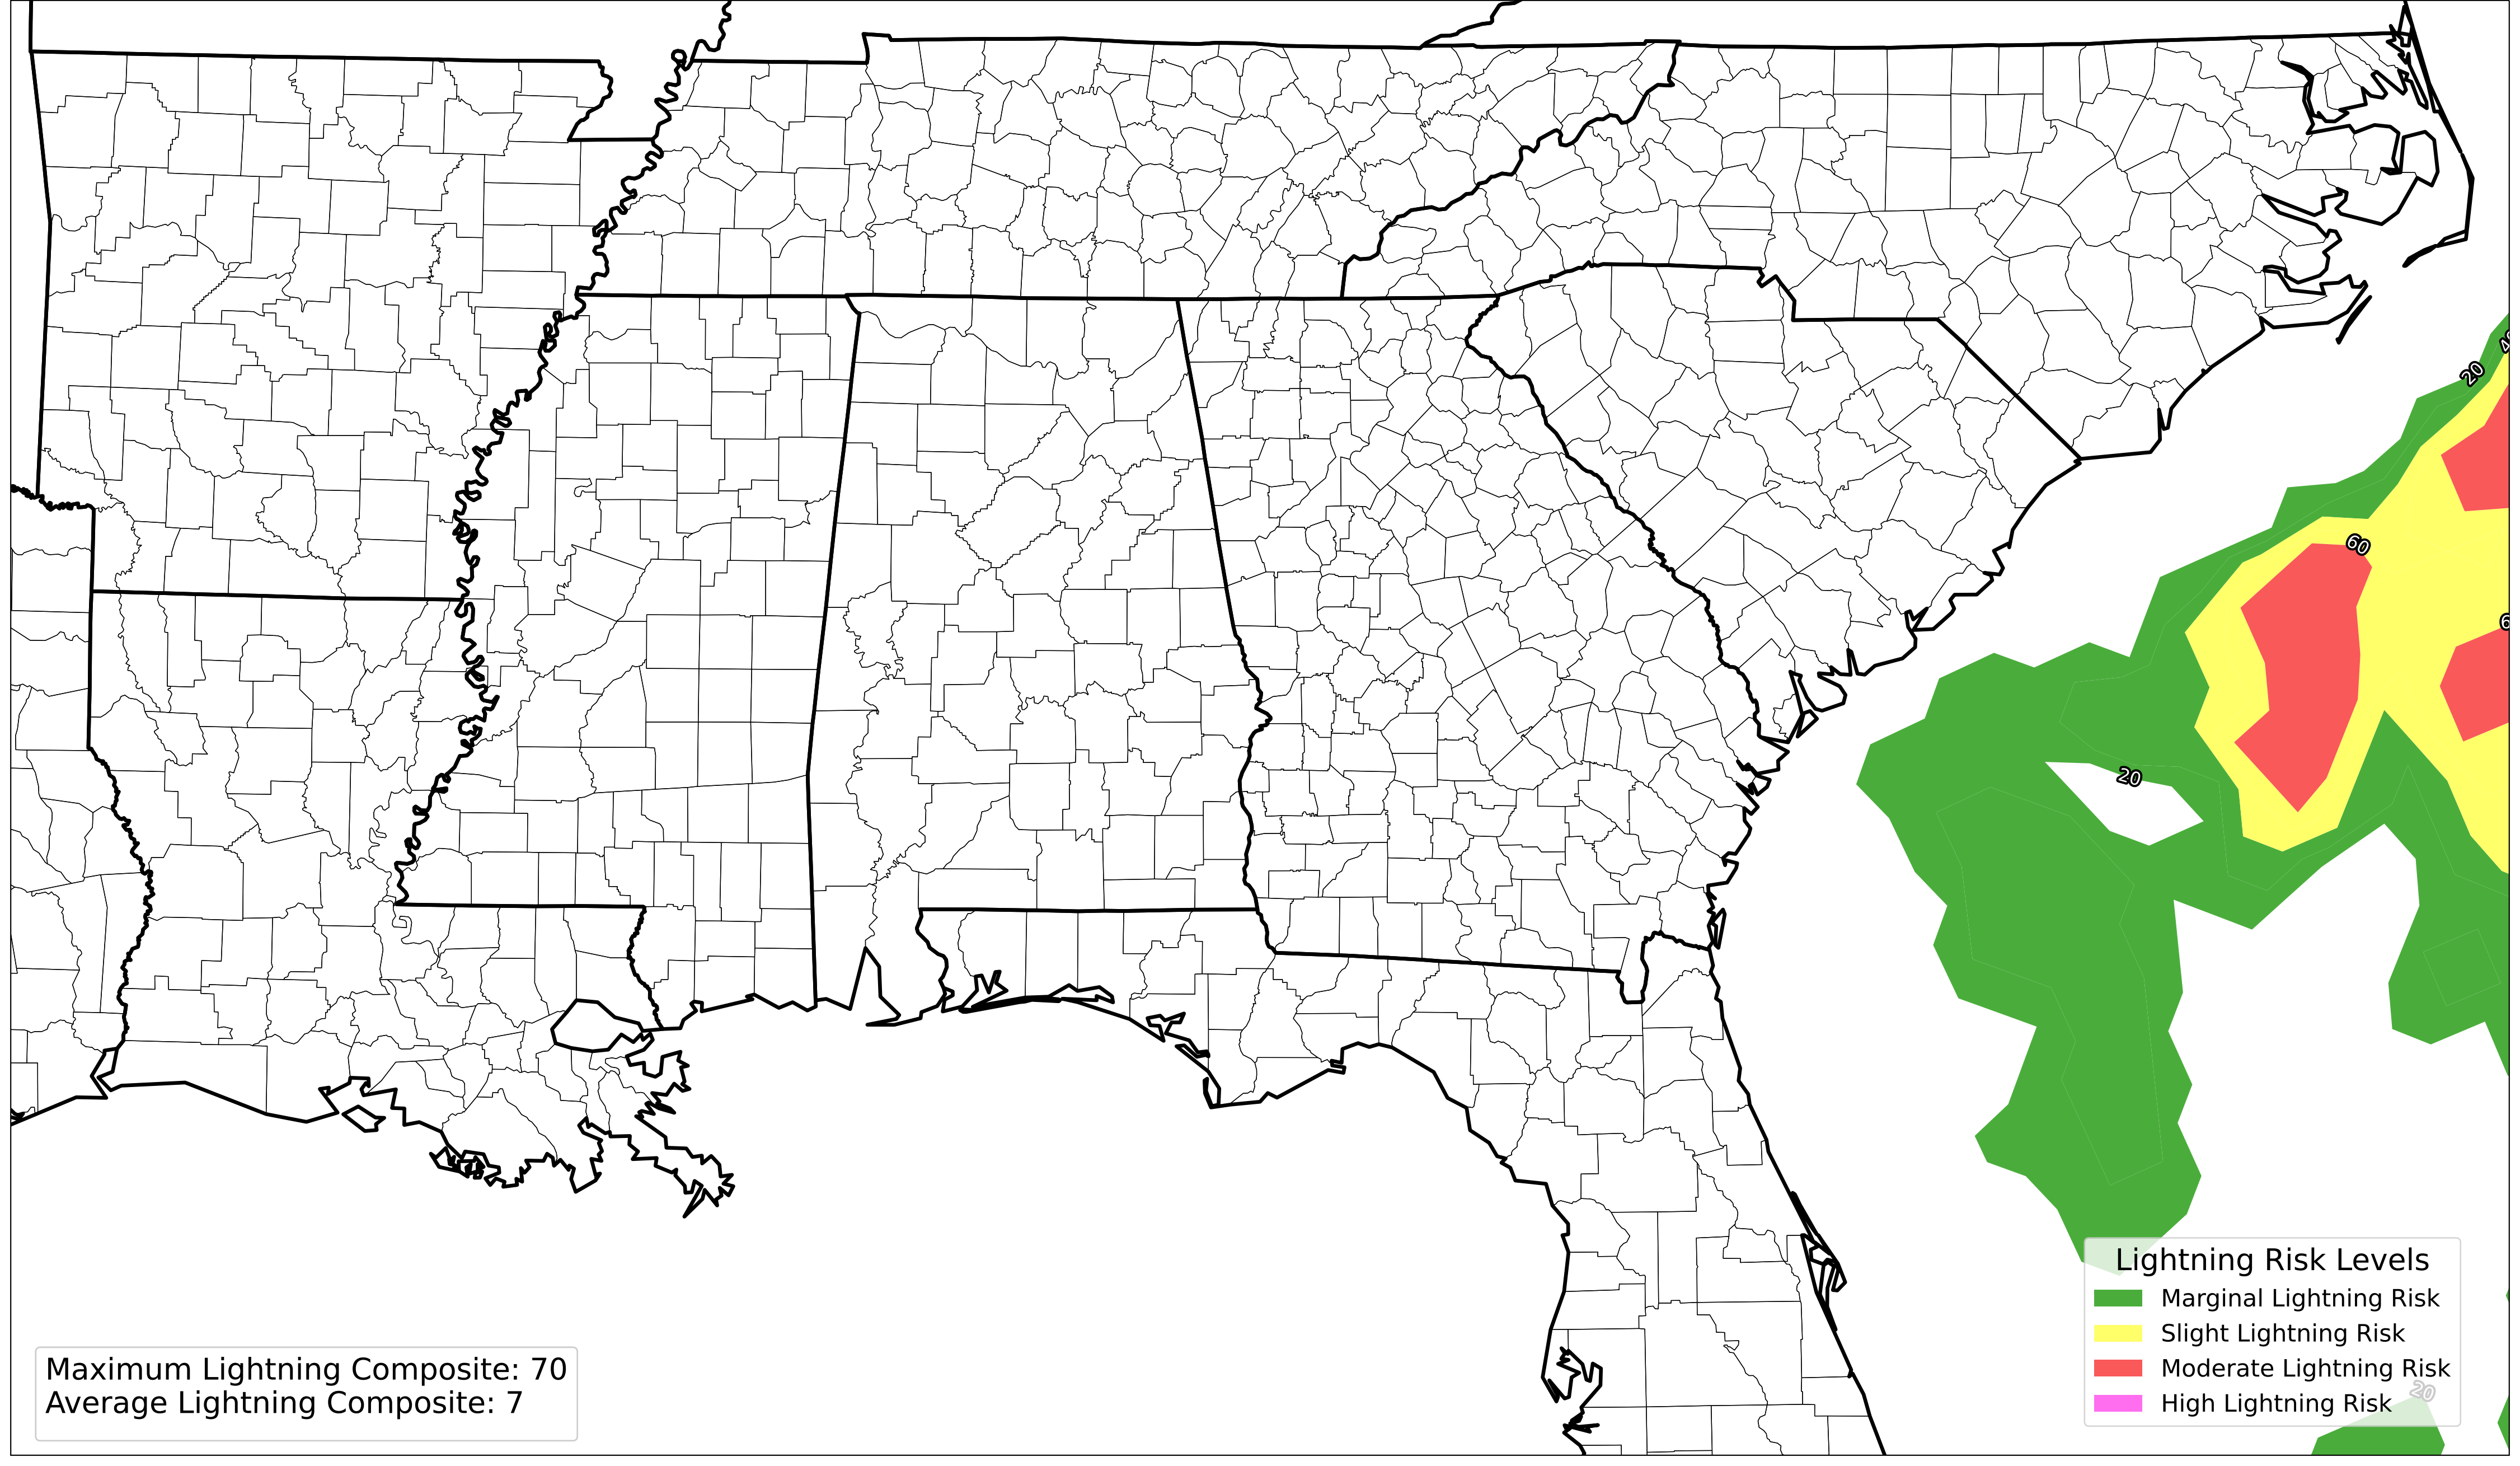 20
60
20
Lightning Risk Levels
Marginal Lightning Risk
Slight Lightning Risk
Moderate Lightning Risk
High Lightning Risk
20
Maximum Lightning Composite: 70
Average Lightning Composite: 7